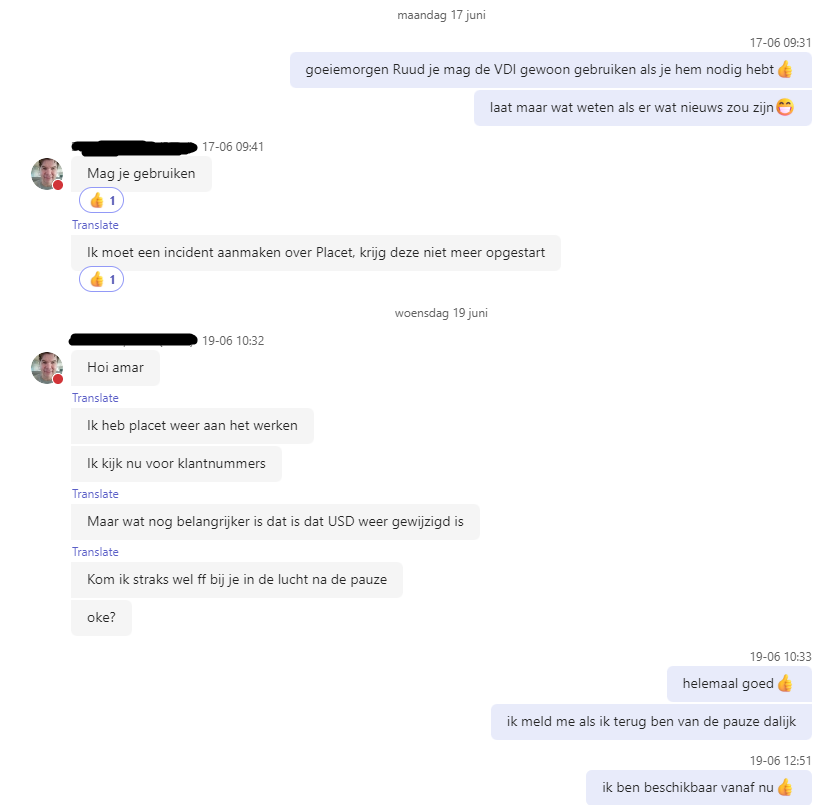 maandag 17 juni
17-06 09:31
goeiemorgen Ruud je mag de VDI gewoon gebruiken als je hem nodig hebt👍
laat maar wat weten als er wat nieuws zou zijn😁
17-06 09:41
Mag je gebruiken
👍 1
Translate
Ik moet een incident aanmaken over Placet, krijg deze niet meer opgestart
👍 1
woensdag 19 juni
19-06 10:32
Hoi amar
Translate
Ik heb placet weer aan het werken
Ik kijk nu voor klantnummers
Translate
Maar wat nog belangrijker is dat is dat USD weer gewijzigd is
Translate
Kom ik straks wel ff bij je in de lucht na de pauze
oke?
19-06 10:33
helemaal goed👍
ik meld me als ik terug ben van de pauze dalijk
19-06 12:51
ik ben beschikbaar vanaf nu👍